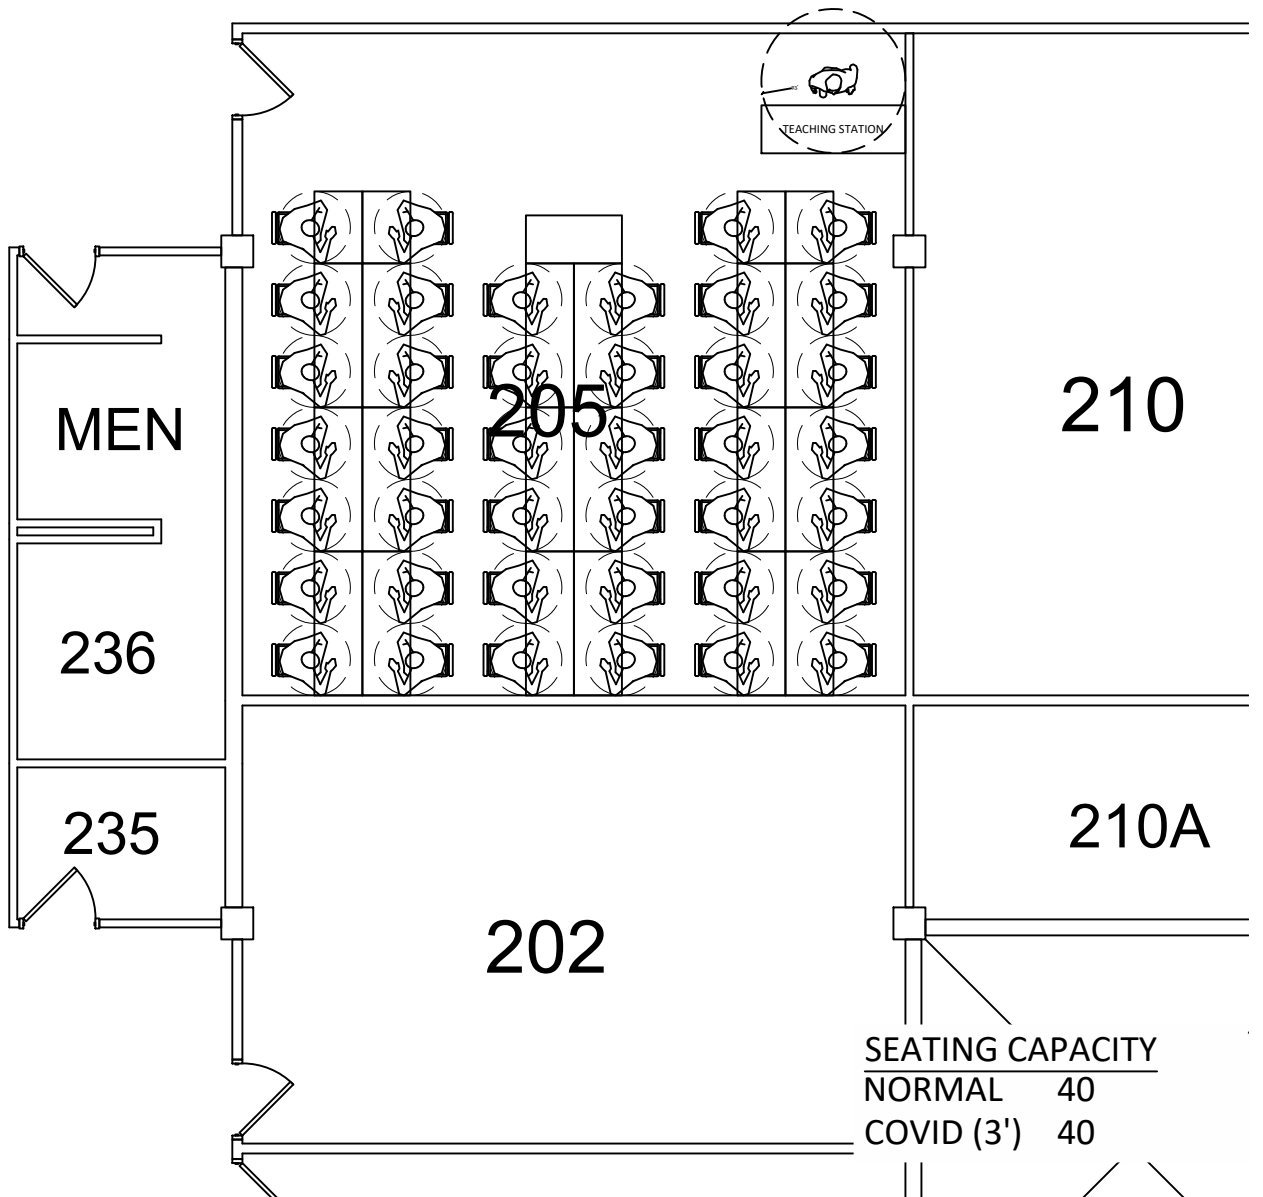 TEACHING STATION
205
210
MEN
236
235
210A
202
SEATING CAPACITY
NORMAL 40
COVID (3') 40